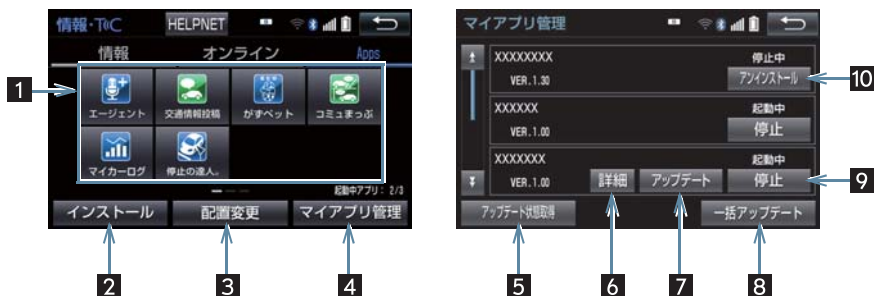 情報・T@C HELPNET
情報 オンライン Apps
エージェント 交通情報投稿 がすぺット コミュまっぷ
マイカーログ 停止の達人。
起動中アプリ：2/3
インストール 配置変更 マイアプリ管理
1
2 3 4
マイアプリ管理
XXXXXXXX 停止中
VER.1.30 アンインストール
XXXXXX 起動中
VER.1.00 停止
XXXXXXX 起動中
VER.1.00 詳細 アップデート 停止
アップデート状態取得 一括アップデート
10
9
5 6 7 8